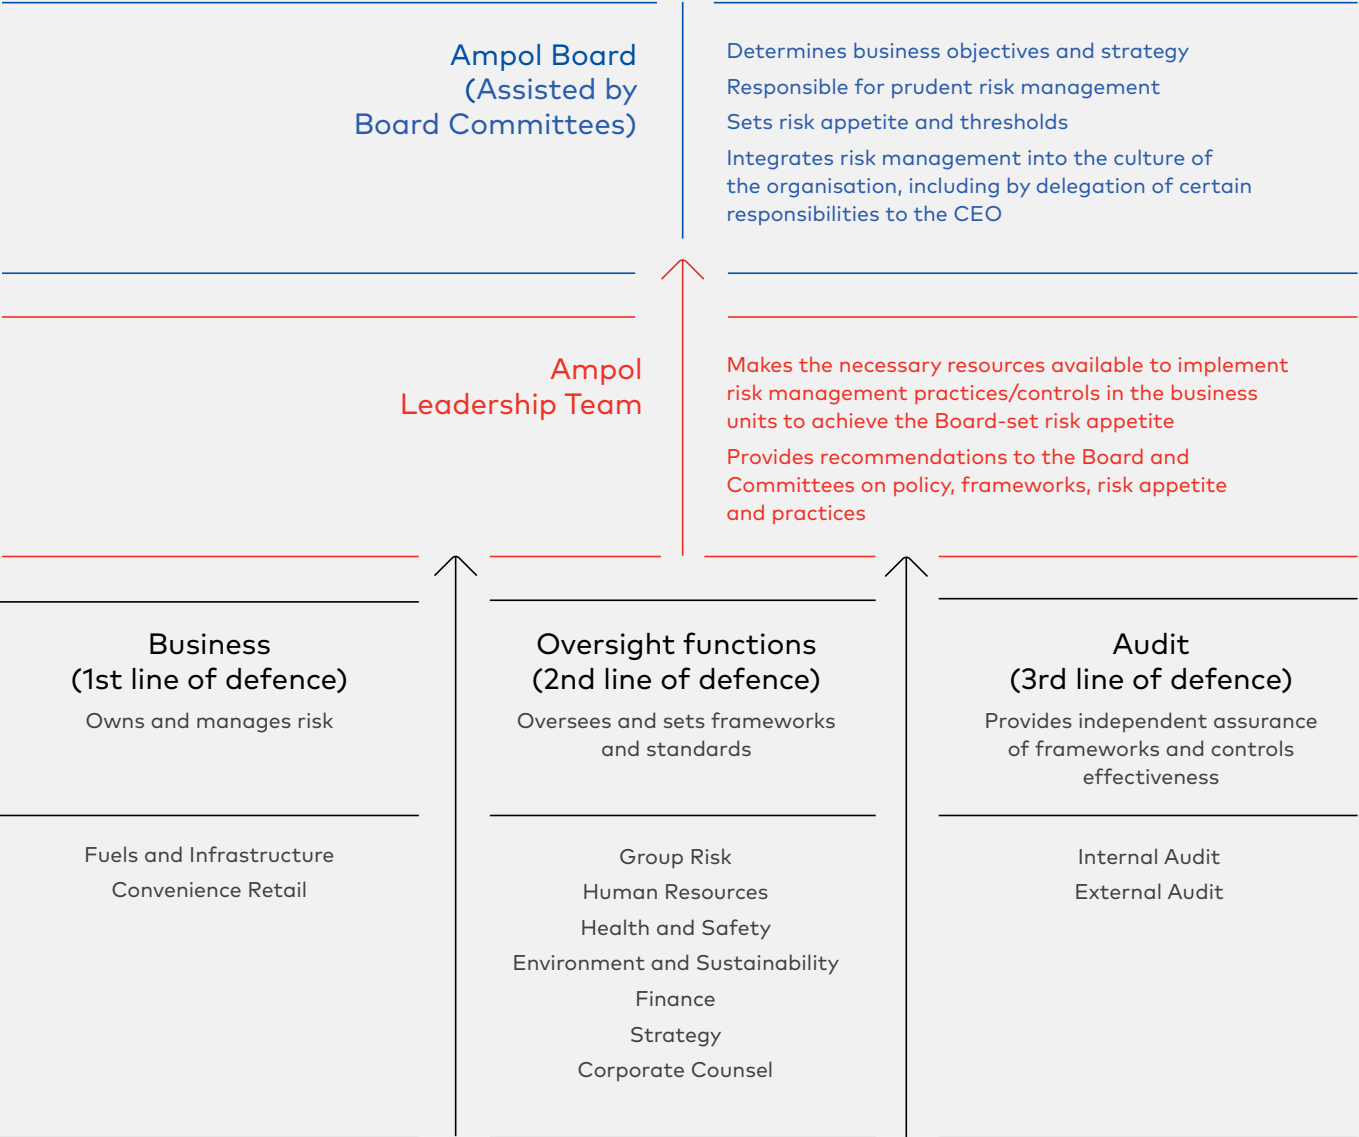 Ampol Board
(Assisted by
Board Committees)
Determines business objectives and strategy
Responsible for prudent risk management
Sets risk appetite and thresholds
Integrates risk management into the culture of
the organisation, including by delegation of certain
responsibilities to the CEO
Ampol
Leadership Team
Makes the necessary resources available to implement
risk management practices/controls in the business
units to achieve the Board-set risk appetite
Provides recommendations to the Board and
Committees on policy, frameworks, risk appetite
and practices
Business
(1st line of defence)
Owns and manages risk
Fuels and Infrastructure
Convenience Retail
Oversight functions
(2nd line of defence)
Oversees and sets frameworks
and standards
Group Risk
Human Resources
Health and Safety
Environment and Sustainability
Finance
Strategy
Corporate Counsel
Audit
(3rd line of defence)
Provides independent assurance
of frameworks and controls
effectiveness
Internal Audit
External Audit